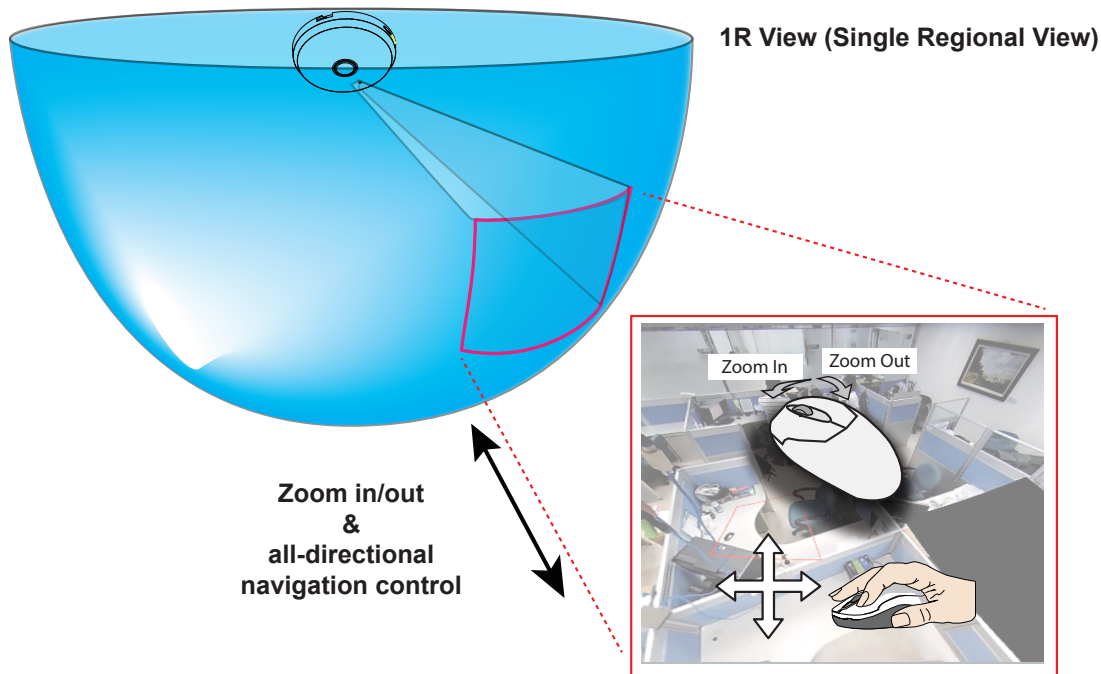 1R View (Single Regional View)
Zoom In
Zoom Out
Zoom in/out
&
all-directional
navigation control